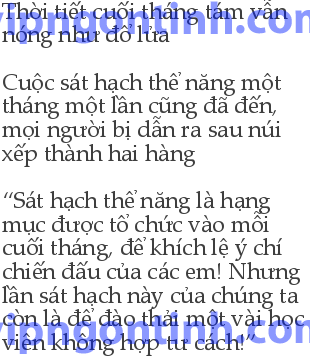 Thời tiết cuối tháng tám vẫn
nóng như đổ lửa
Cuộc sát hạch thể năng một
tháng một lần cũng đã đến,
mọi người bị dẫn ra sau núi
xếp thành hai hàng
“Sát hạch thể năng là hạng
mục được tổ chức vào mỗi
cuối tháng, để khích lệ ý chí
chiến đấu của các em! Nhưng
lần sát hạch này của chúng ta
còn là để đào thải một vài học
viên không hợp tư cách!”
vipngontinh.com
vipngontinh.com